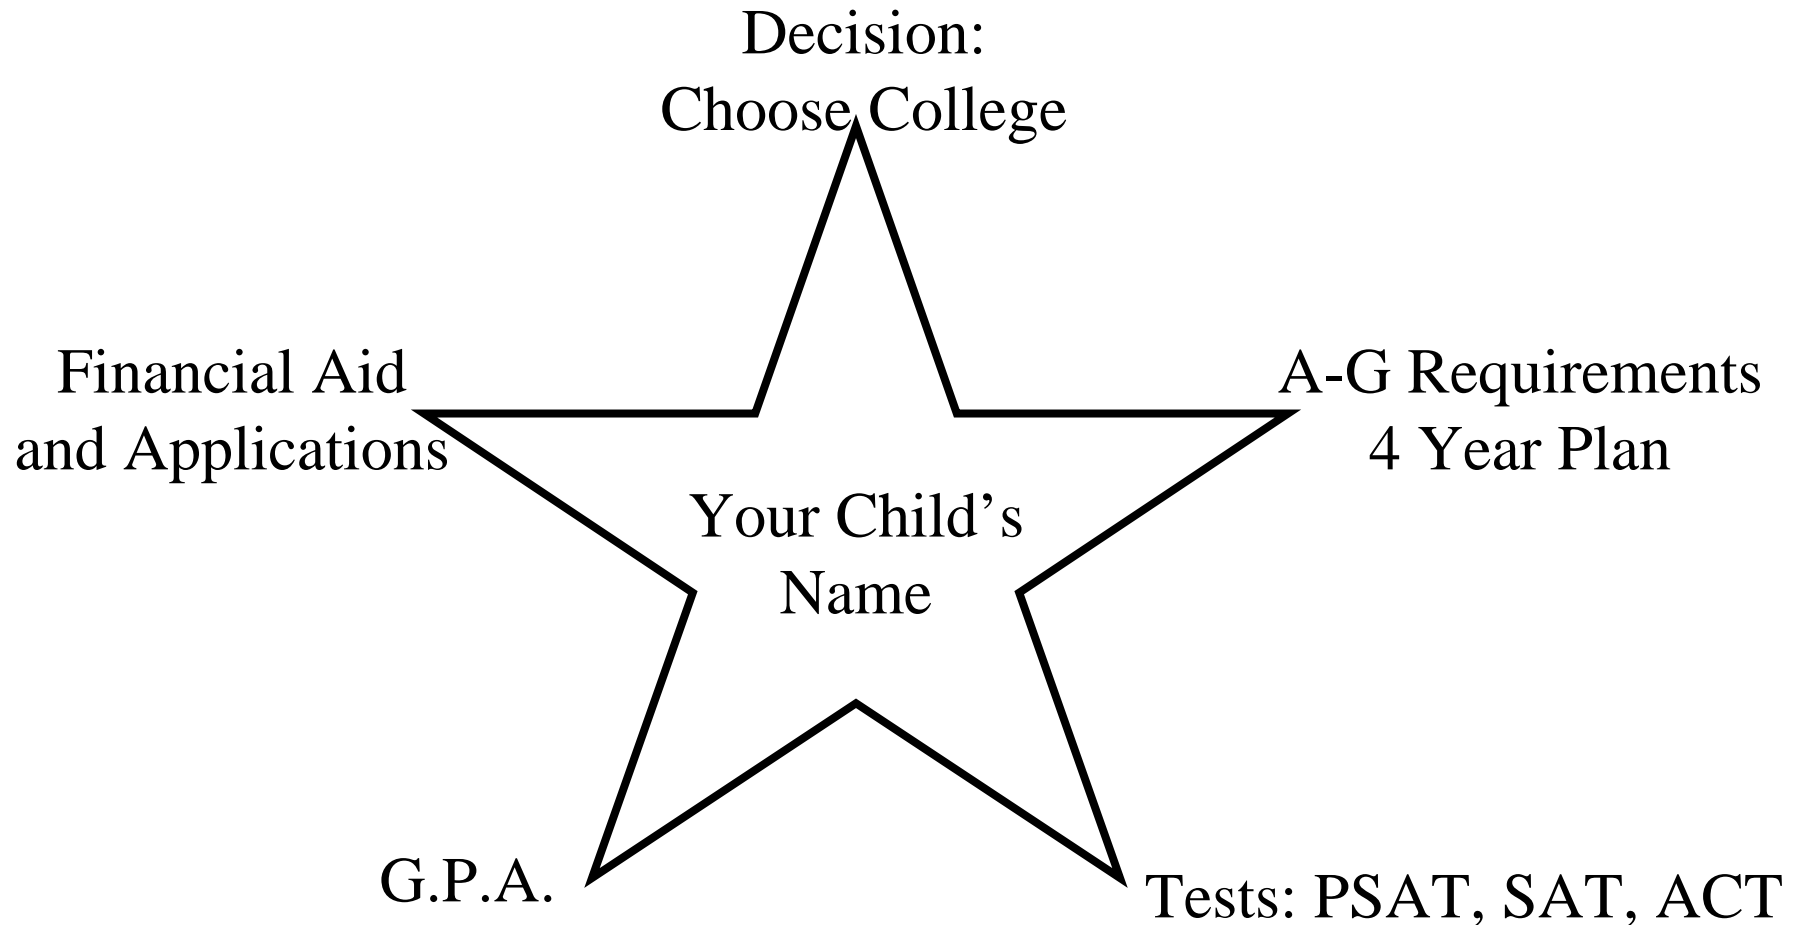 Decision:
Choose College
Financial Aid
and Applications
A-G Requirements
4 Year Plan
Your Child’s
Name
G.P.A.
Tests: PSAT, SAT, ACT